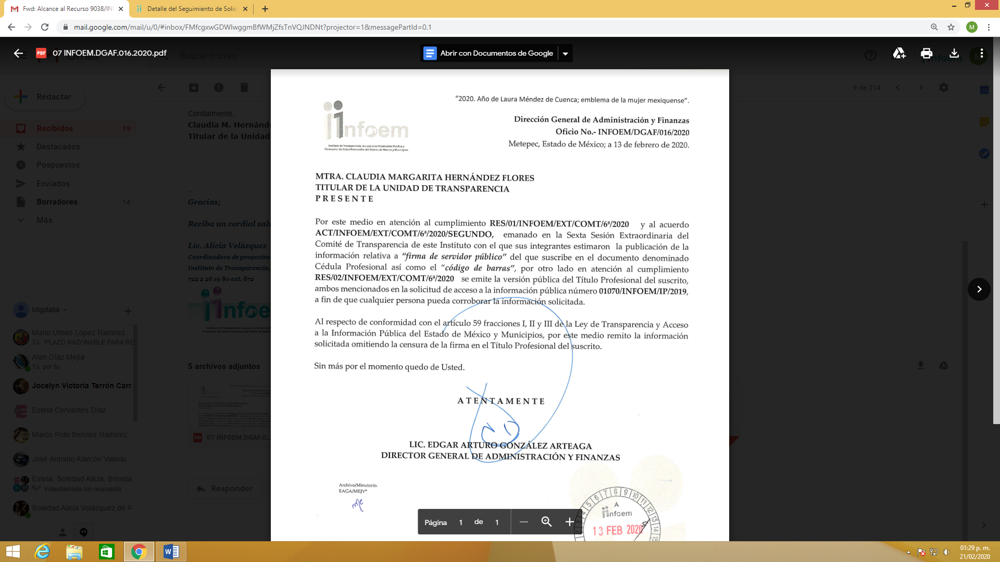 Fwd: Alcance al Recurso 9038/IN
Detalle del Seguimiento de Solic
mail.google.com/mail/u/0/#inbox/FMfcgxwGDWlwggmBfWMjZfsTnVQJNDNt?projector=1&messagePartId=0.1
M
PDF
07 INFOEM.DGAF.016.2020.pdf
Buscar correo
Abrir con Documentos de Google
Redactar
9 de 214
Recibidos 19
Destacados
Pospuestos
Enviados
Borradores 14
Más
Cordialmente,
Claudia M. Hernánd
Titular de la Unidad
--
Gracias;
Reciba un cordial salu
Lic. Alicia Velázquez
Coordinadora de proyectos
Instituto de Transparencia,
722 2 26 19 80 ext. 872
infoe
Migdalia
Mario Ulises Lopez Ramirez
Tú: "PLAZO RAZONABLE PARA RE
Alan Díaz Mejía
Tú: por fis
Jocelyn Victoria Terrón Carr
Estela Cervantes Díaz
Marco Polo Benítez Ramírez
José Antonio Alarcón Valerio
Estela, Soledad Alicia, Brenda
Videollamada sin respuesta
Soledad Alicia Velázquez de P
5 archivos adjuntos
PDF 07 INFOEM.DGAF.0...
Responder
"2020. Año de Laura Méndez de Cuenca; emblema de la mujer mexiquense".
infoem
Instituto de Transparencia, Acceso a la Información Pública y
Protección de Datos Personales del Estado de México y Municipios
Dirección General de Administración y Finanzas
Oficio No.- INFOEM/DGAF/016/2020
Metepec, Estado de México; a 13 de febrero de 2020.
MTRA. CLAUDIA MARGARITA HERNÁNDEZ FLORES
TITULAR DE LA UNIDAD DE TRANSPARENCIA
P R E S E N T E
Por este medio en atención al cumplimiento RES/01/INFOEM/EXT/COMT/6ª/2020 y al acuerdo
ACT/INFOEM/EXT/COMT/6ª/2020/SEGUNDO, emanado en la Sexta Sesión Extraordinaria del
Comité de Transparencia de este Instituto con el que sus integrantes estimaron la publicación de la
información relativa a "firma de servidor público" del que suscribe en el documento denominado
Cédula Profesional así como el "código de barras", por otro lado en atención al cumplimiento
RES/02/INFOEM/EXT/COMT/6ª/2020 se emite la versión pública del Título Profesional del suscrito,
ambos mencionados en la solicitud de acceso a la información pública número 01070/INFOEM/IP/2019,
a fin de que cualquier persona pueda corroborar la información solicitada.
Al respecto de conformidad con el artículo 59 fracciones I, II y III de la Ley de Transparencia y Acceso
a la Información Pública del Estado de México y Municipios, por este medio remito la información
solicitada omitiendo la censura de la firma en el Título Profesional del suscrito.
Sin más por el momento quedo de Usted.
A T E N T A M E N T E
LIC. EDGAR ARTURO GONZÁLEZ ARTEAGA
DIRECTOR GENERAL DE ADMINISTRACIÓN Y FINANZAS
Archivo/Minutario.
EAGA/MEJV*
1 2 3 4 5 6 7 8 9 10 11 12 13 14 15
A
infoem
13 FEB 2020
Página 1 de 1
01:29 p. m.
21/02/2020